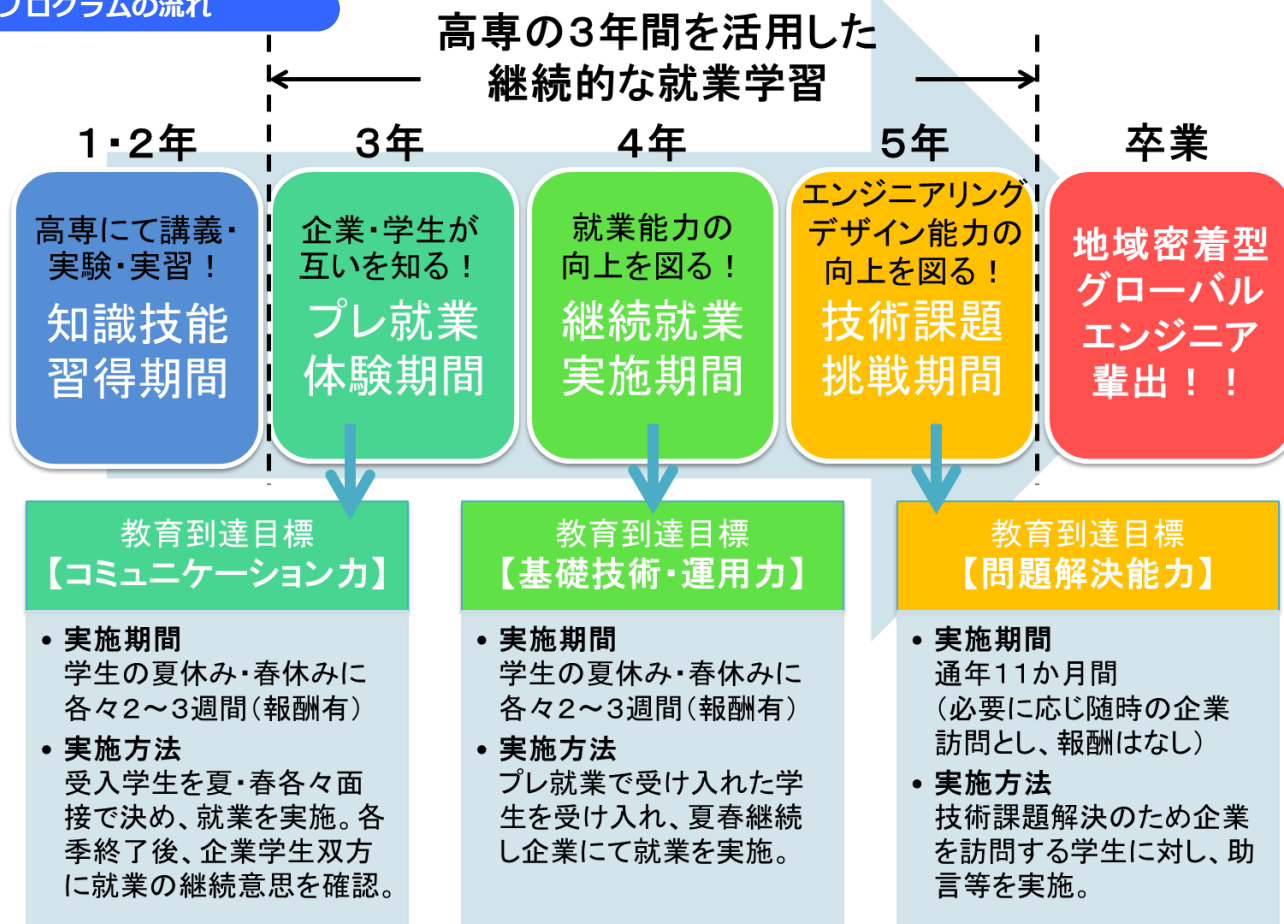 プログラムの流れ
高専の３年間を活用した
継続的な就業学習
１・２年
３年
４年
５年
卒業
高専にて講義・
実験・実習！
知識技能
習得期間
企業・学生が
互いを知る！
プレ就業
体験期間
就業能力の
向上を図る！
継続就業
実施期間
エンジニアリング
デザイン能力の
向上を図る！
技術課題
挑戦期間
地域密着型
グローバル
エンジニア
輩出！！
教育到達目標
【コミュニケーション力】
・実施期間
学生の夏休み・春休みに
各々２～３週間（報酬有）
・実施方法
受入学生を夏・春各々面
接で決め、就業を実施。各
季終了後、企業学生双方
に就業の継続意思を確認。
教育到達目標
【基礎技術・運用力】
・実施期間
学生の夏休み・春休みに
各々２～３週間（報酬有）
・実施方法
プレ就業で受け入れた学
生を受け入れ、夏春継続
し企業にて就業を実施。
教育到達目標
【問題解決能力】
・実施期間
通年１１か月間
（必要に応じ随時の企業
訪問とし、報酬はなし）
・実施方法
技術課題解決のため企業
を訪問する学生に対し、助
言等を実施。